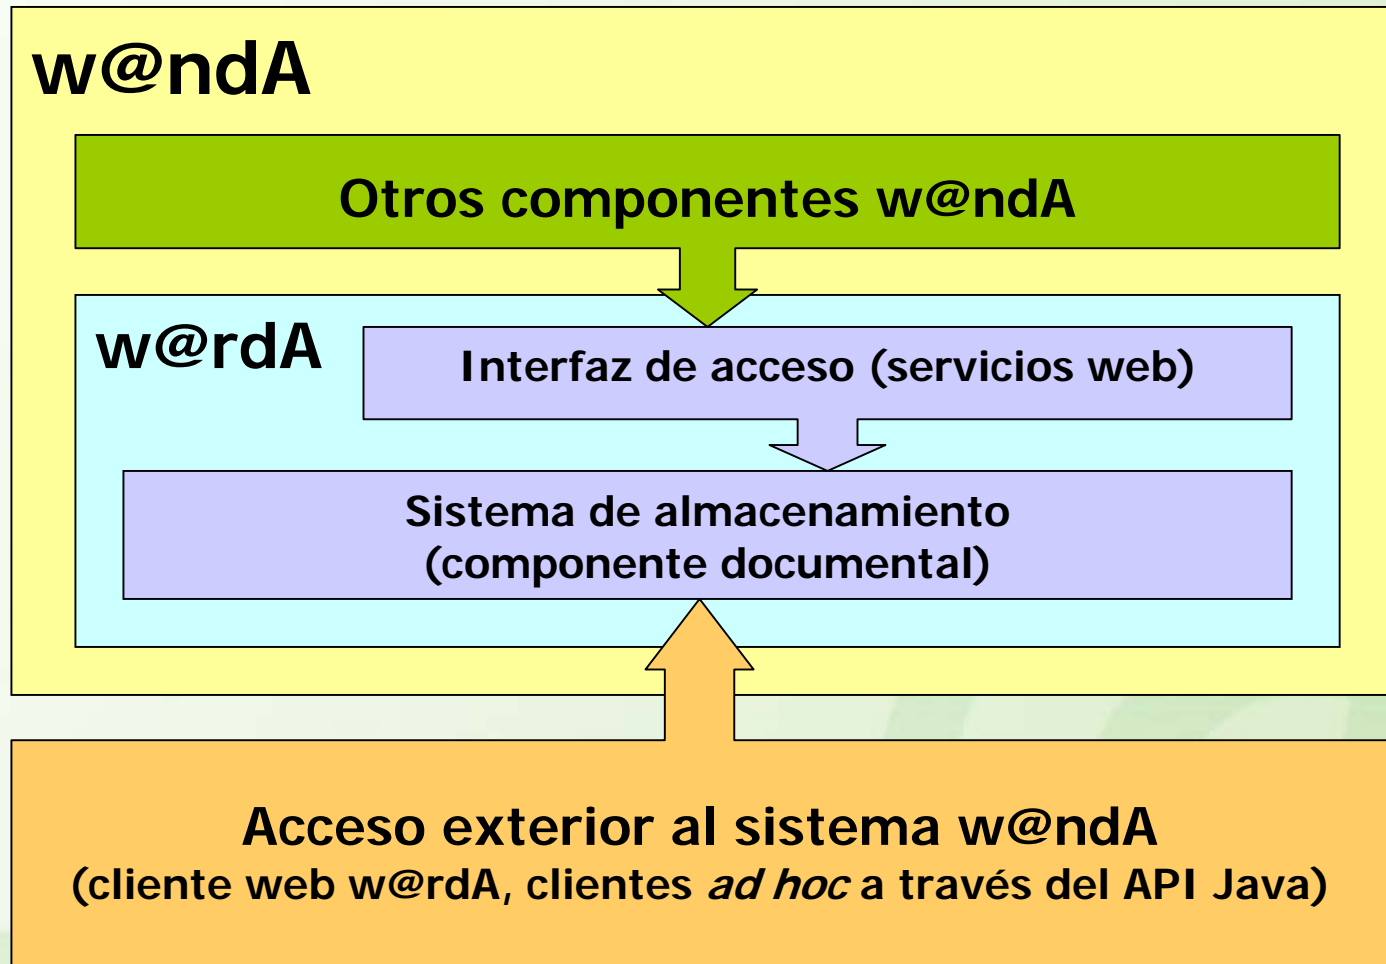 w@ndA
Otros componentes w@ndA
w@rdA
Interfaz de acceso (servicios web)
Sistema de almacenamiento
(componente documental)
Acceso exterior al sistema w@ndA
(cliente web w@rdA, clientes ad hoc a través del API Java)